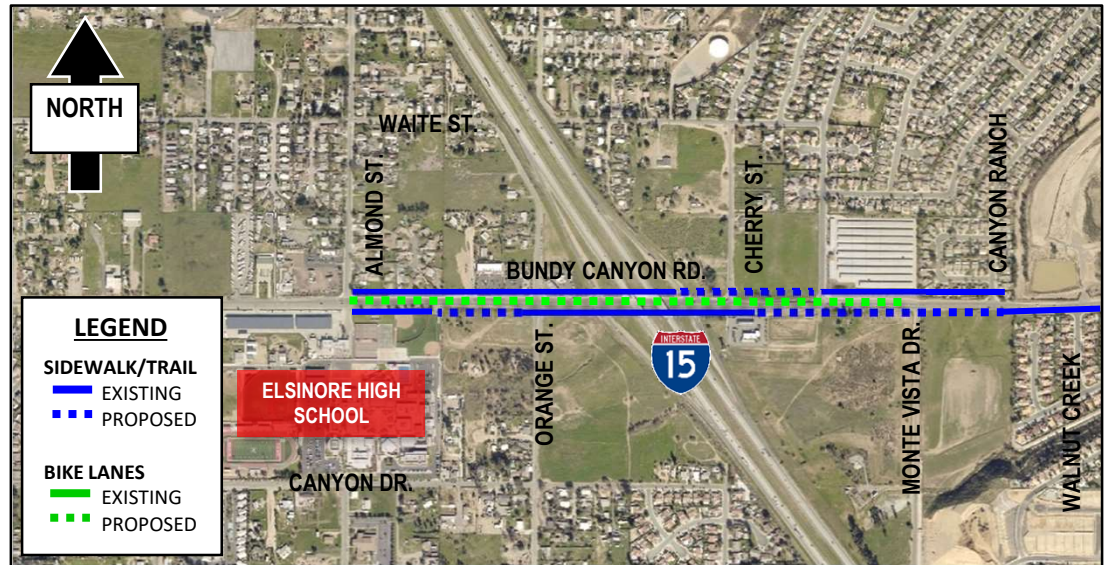 NORTH
WAITE ST.
ALMOND ST.
BUNDY CANYON RD.
CHERRY ST.
CANYON RANCH
LEGEND
SIDEWALK/TRAIL
EXISTING
PROPOSED
BIKE LANES
EXISTING
PROPOSED
ELSINORE HIGH
SCHOOL
CANYON DR.
ORANGE ST.
INTERSTATE
15
MONTE VISTA DR.
WALNUT CREEK